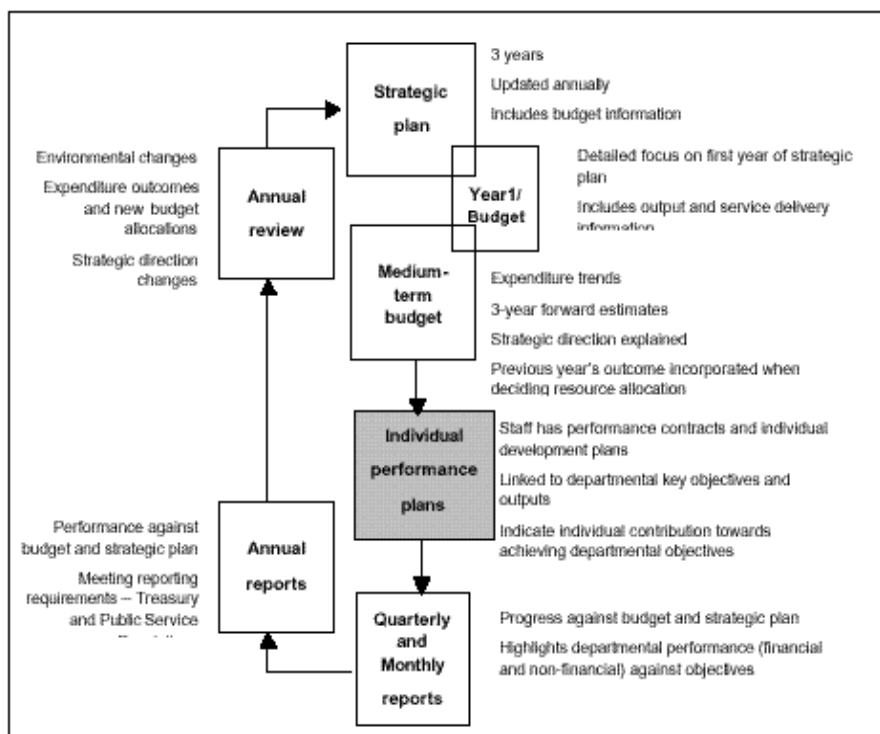 Strategic
plan
3 years
Updated annually
Includes budget information
Year1/
Budget
Detailed focus on first year of strategic
plan
Includes output and service delivery
information
Environmental changes
Expenditure outcomes
and new budget
allocations
Strategic direction
changes
Annual
review
Medium-
term
budget
Expenditure trends
3-year forward estimates
Strategic direction explained
Previous year's outcome incorporated when
deciding resource allocation
Individual
performance
plans
Staff has performance contracts and individual
development plans
Linked to departmental key objectives and
outputs
Indicate individual contribution towards
achieving departmental objectives
Performance against
budget and strategic plan
Meeting reporting
requirements – Treasury
and Public Service
Annual
reports
Quarterly
and
Monthly
reports
Progress against budget and strategic plan
Highlights departmental performance (financial
and non-financial) against objectives